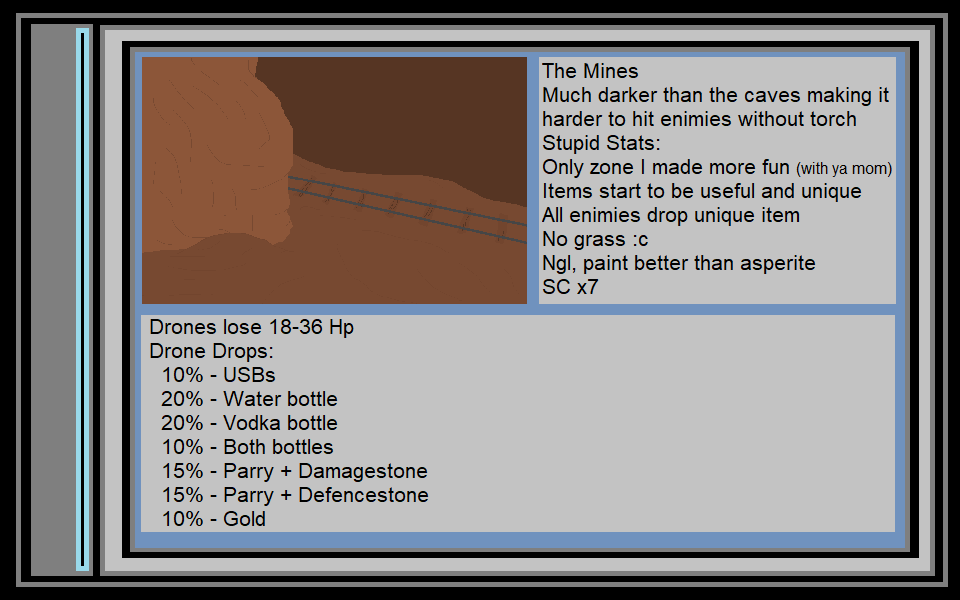 The Mines
Much darker than the caves making it
harder to hit enimies without torch
Stupid Stats:
Only zone I made more fun (with ya mom)
Items start to be useful and unique
All enimies drop unique item
No grass :c
Ngl, paint better than asperite
SC x7
Drones lose 18-36 Hp
Drone Drops:
10% - USBs
20% - Water bottle
20% - Vodka bottle
10% - Both bottles
15% - Parry + Damagestone
15% - Parry + Defencestone
10% - Gold